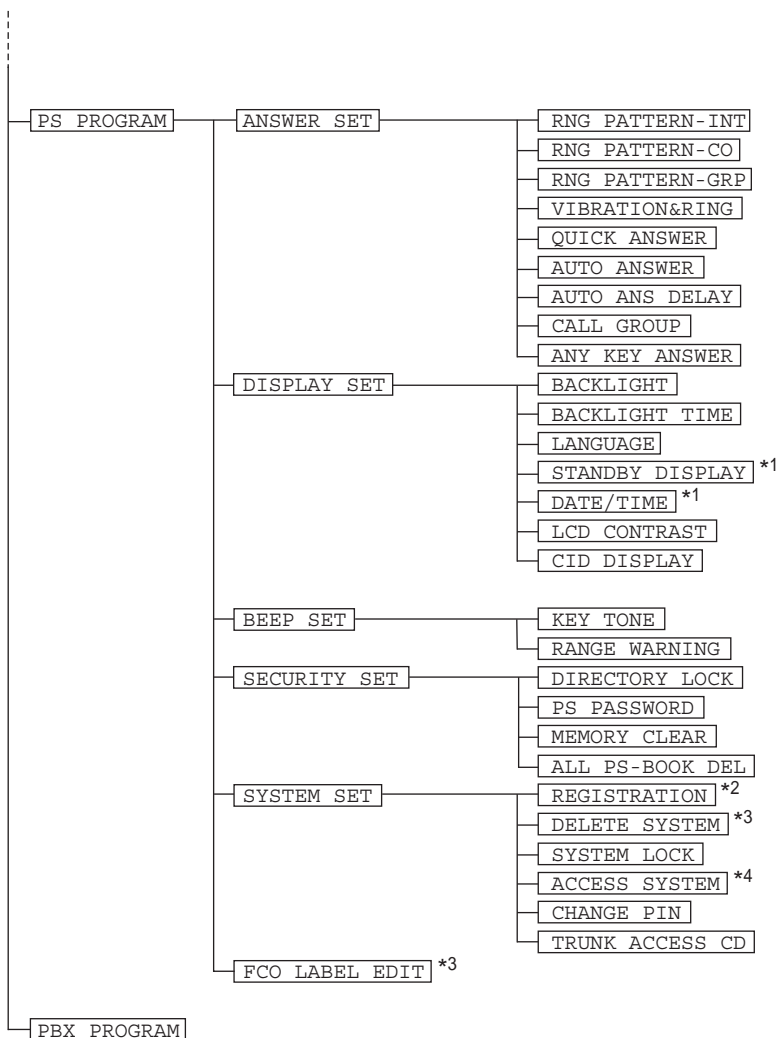 PS PROGRAM
ANSWER SET
RNG PATTERN-INT
RNG PATTERN-CO
RNG PATTERN-GRP
VIBRATION&RING
QUICK ANSWER
AUTO ANSWER
AUTO ANS DELAY
CALL GROUP
ANY KEY ANSWER
DISPLAY SET
BACKLIGHT
BACKLIGHT TIME
LANGUAGE
STANDBY DISPLAY *1
DATE/TIME *1
LCD CONTRAST
CID DISPLAY
BEEP SET
KEY TONE
RANGE WARNING
SECURITY SET
DIRECTORY LOCK
PS PASSWORD
MEMORY CLEAR
ALL PS-BOOK DEL
SYSTEM SET
REGISTRATION *2
DELETE SYSTEM *3
SYSTEM LOCK
ACCESS SYSTEM *4
CHANGE PIN
TRUNK ACCESS CD
FCO LABEL EDIT *3
PBX PROGRAM